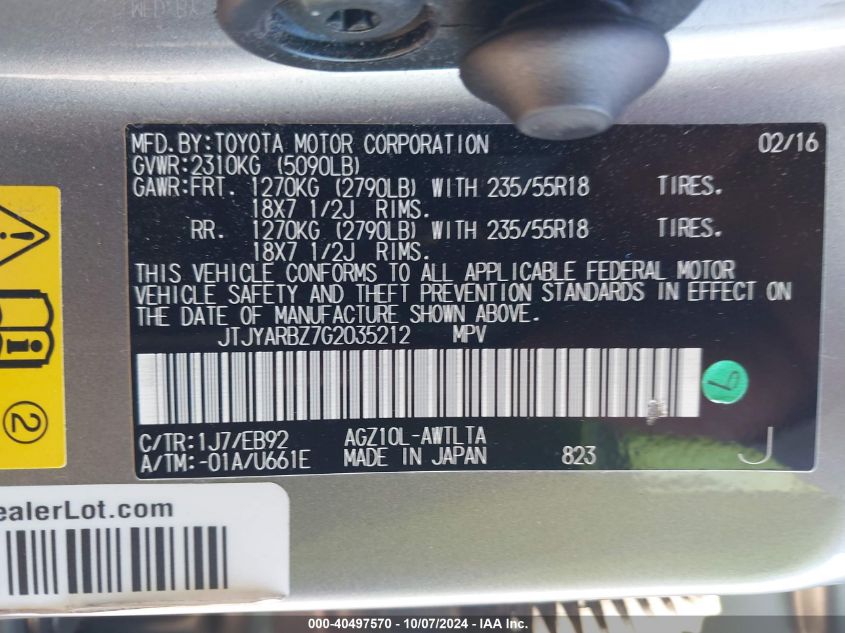 MFD.BY:TOYOTA MOTOR CORPORATION 02/16
GVWR:2310KG (5090LB)
GAWR:FRT. 1270KG (2790LB) WITH 235/55R18 TIRES.
18X7 1/2J RIMS.
RR. 1270KG (2790LB) WITH 235/55R18 TIRES.
18X7 1/2J RIMS.
THIS VEHICLE CONFORMS TO ALL APPLICABLE FEDERAL MOTOR
VEHICLE SAFETY AND THEFT PREVENTION STANDARDS IN EFFECT ON
THE DATE OF MANUFACTURE SHOWN ABOVE.
JTJYARBZ7G2035212 MPV
C/TR:1J7/EB92 AGZ10L-AWTLTA
A/TM:-01A/U661E MADE IN JAPAN 823 J
2
ealerLot.com
000-40497570 - 10/07/2024 - IAA Inc.